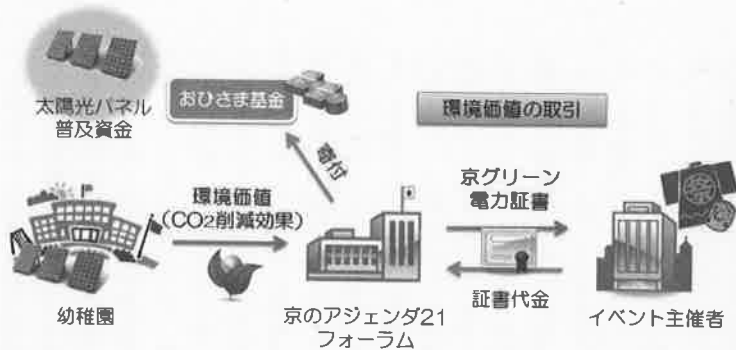 太陽光パネル
普及資金
おひさま基金
環境価値の取引
寄付
環境価値
(CO2削減効果)
京グリーン
電力証書
証書代金
幼稚園
京のアジェンダ21
フォーラム
イベント主催者